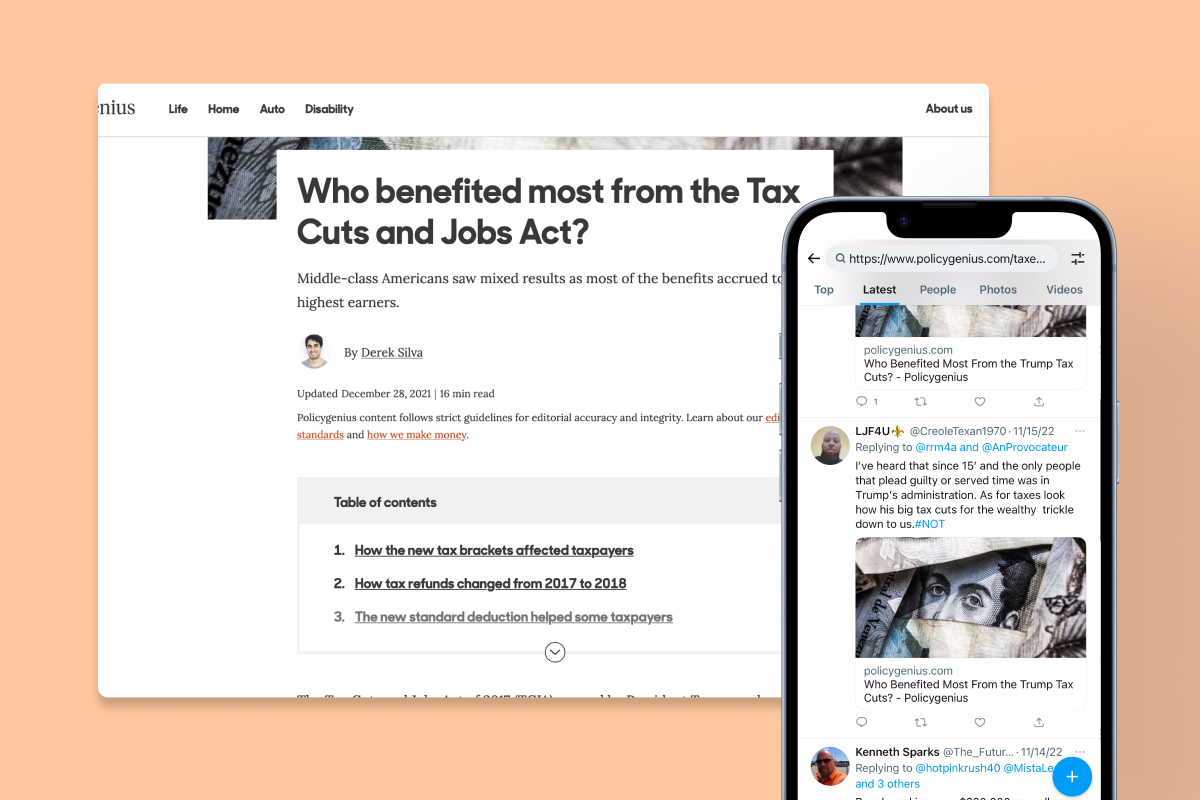 Life Home Auto Disability About us
Who benefited most from the Tax
Cuts and Jobs Act?
Middle-class Americans saw mixed results as most of the benefits accrued to
highest earners.
By Derek Silva
Updated December 28, 2021 | 16 min read
Policygenius content follows strict guidelines for editorial accuracy and integrity. Learn about our edi
standards and how we make money.
Table of contents
1. How the new tax brackets affected taxpayers
2. How tax refunds changed from 2017 to 2018
3. The new standard deduction helped some taxpayers
https://www.policygenius.com/taxe...
Top Latest People Photos Videos
policygenius.com
Who Benefited Most From the Trump Tax
Cuts? - Policygenius
1
LJF4U⚜️ @CreoleTexan1970 · 11/15/22 ...
Replying to @rrm4a and @AnProvocateur
I've heard that since 15' and the only people
that plead guilty or served time was in
Trump's administration. As for taxes look
how his big tax cuts for the wealthy trickle
down to us.#NOT
policygenius.com
Who Benefited Most From the Trump Tax
Cuts? - Policygenius
Kenneth Sparks @The_Futur... · 11/14/22 ...
Replying to @hotpinkrush40 @MistaLe
and 3 others